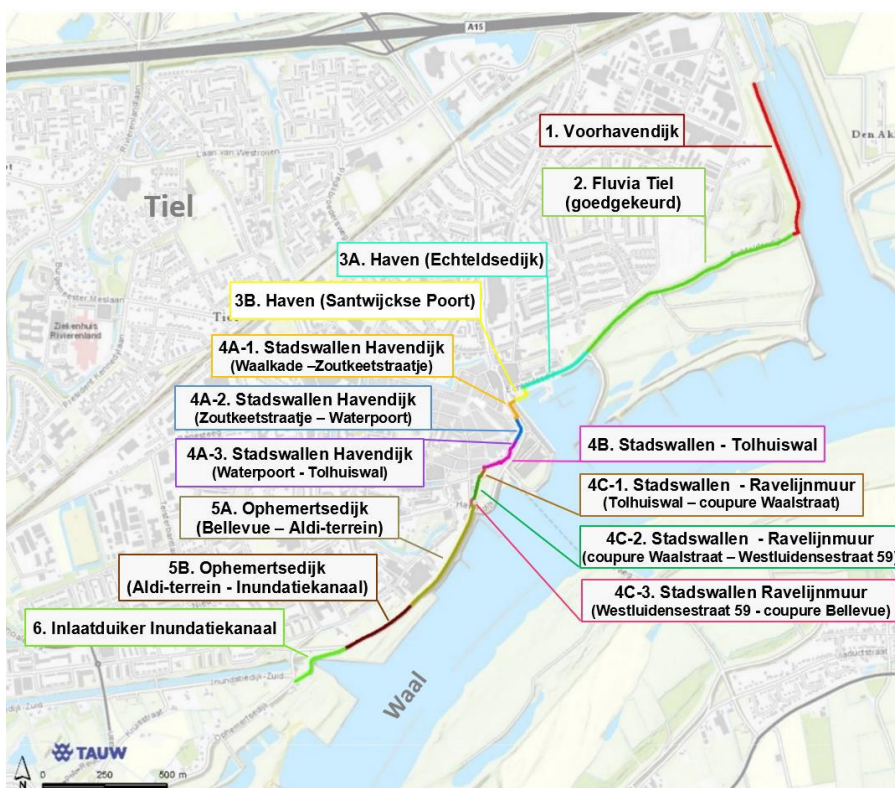 A15
1. Voorhavendijk
Den Ak
Laan van Westroijen
2. Fluvia Tiel
(goedgekeurd)
Tiel
3A. Haven (Echteldsedijk)
3B. Haven (Santwijckse Poort)
Ziekenhuis
Rivierenland
4A-1. Stadswallen Havendijk
(Waalkade –Zoutkeetstraatje)
4A-2. Stadswallen Havendijk
(Zoutkeetstraatje – Waterpoort)
4A-3. Stadswallen Havendijk
(Waterpoort - Tolhuiswal)
4B. Stadswallen - Tolhuiswal
4C-1. Stadswallen - Ravelijnmuur
(Tolhuiswal – coupure Waalstraat)
5A. Ophemertsedijk
(Bellevue – Aldi-terrein)
4C-2. Stadswallen - Ravelijnmuur
(coupure Waalstraat – Westluidensestraat 59)
5B. Ophemertsedijk
(Aldi-terrein - Inundatiekanaal)
4C-3. Stadswallen Ravelijnmuur
(Westluidensestraat 59 - coupure Bellevue)
6. Inlaatduiker Inundatiekanaal
Inundatiedijk-Zuid
Ophemertsedijk
Waal
TAUW
N
0 250 500 m